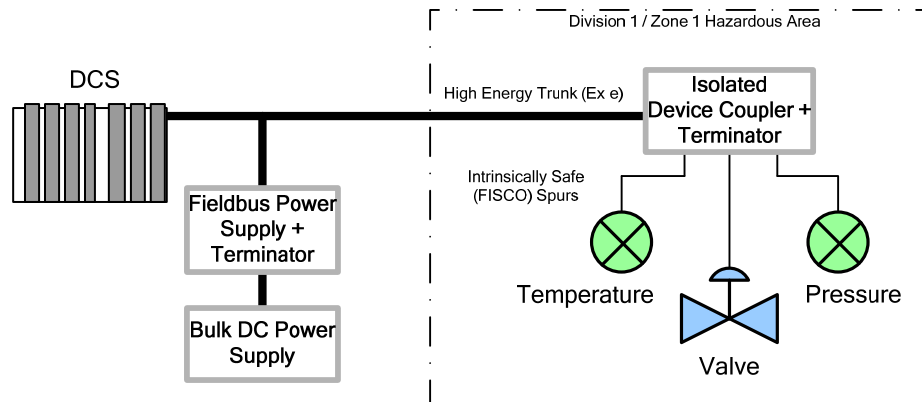 Division 1 / Zone 1 Hazardous Area
DCS
High Energy Trunk (Ex e)
Isolated
Device Coupler +
Terminator
Fieldbus Power
Supply +
Terminator
Intrinsically Safe
(FISCO) Spurs
Temperature
Pressure
Bulk DC Power
Supply
Valve